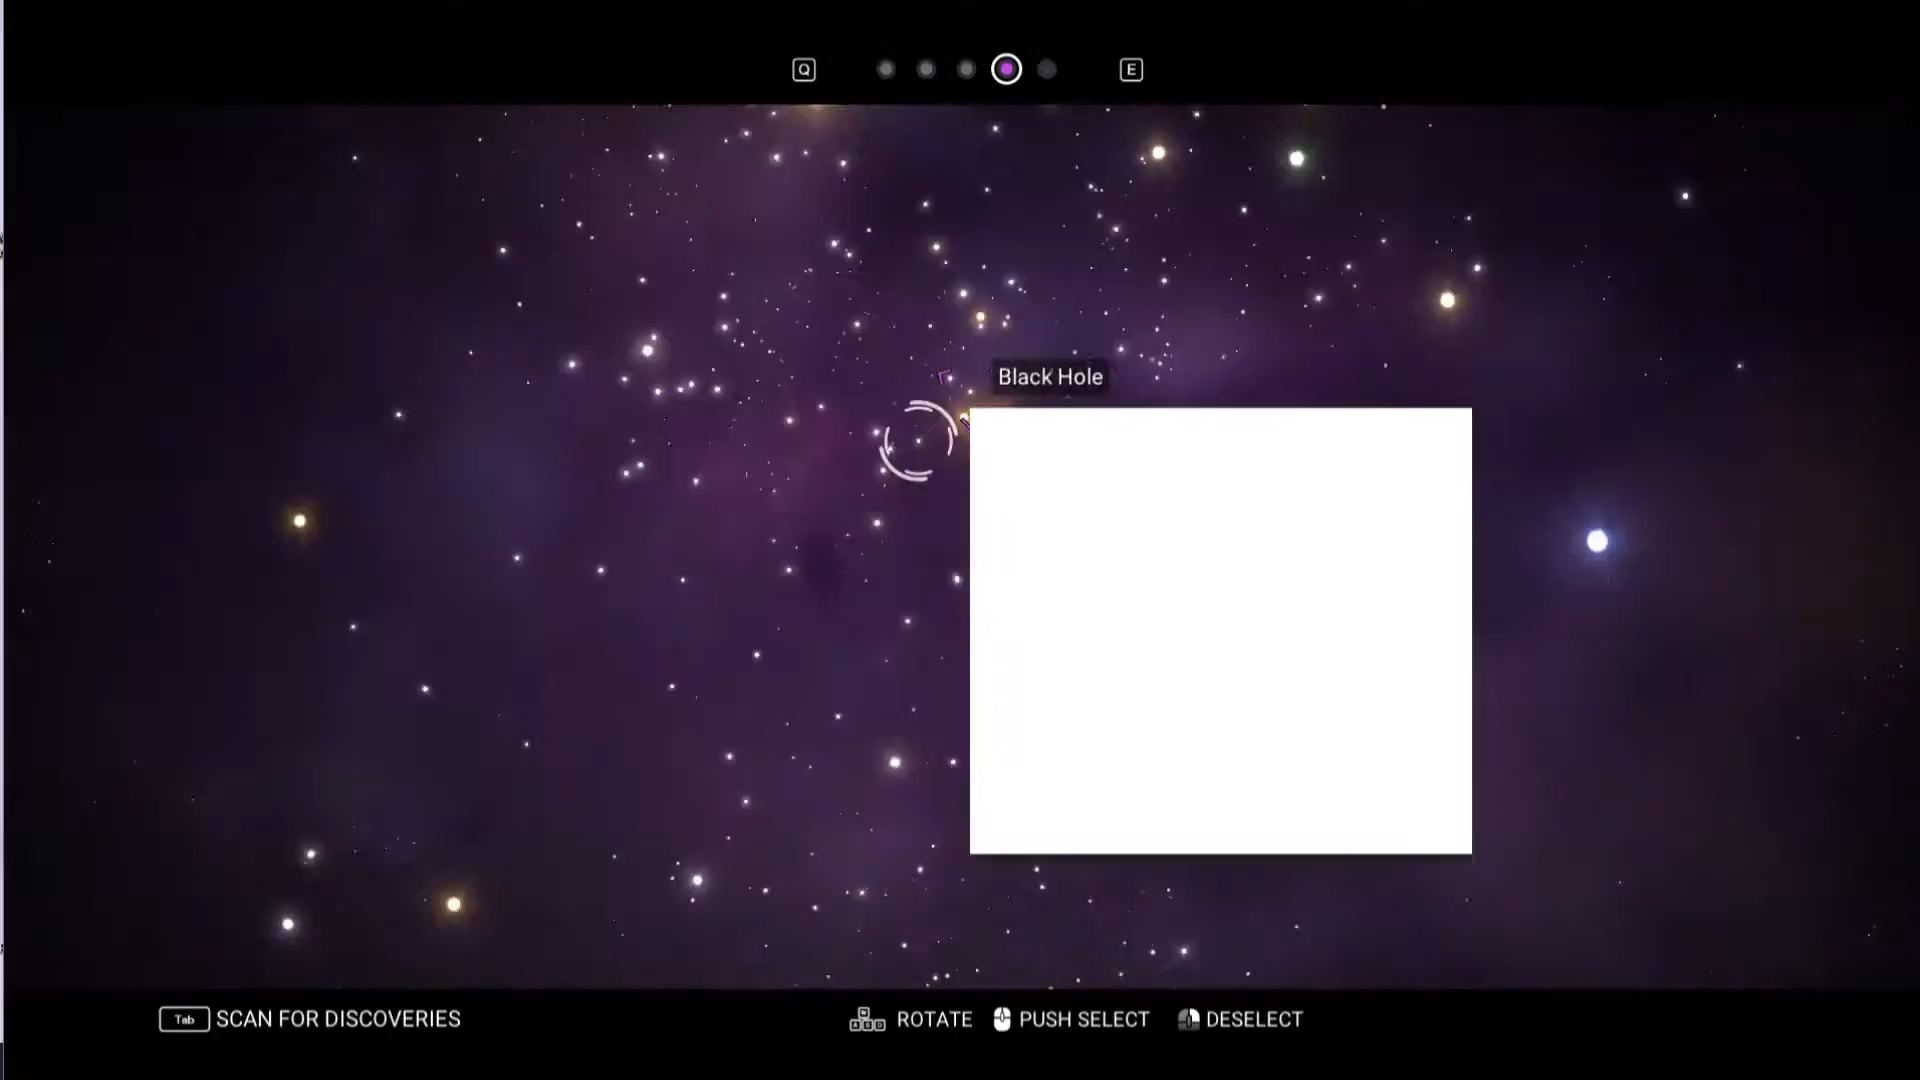 Q
E
Black Hole
Tab SCAN FOR DISCOVERIES
ROTATE
PUSH SELECT
DESELECT